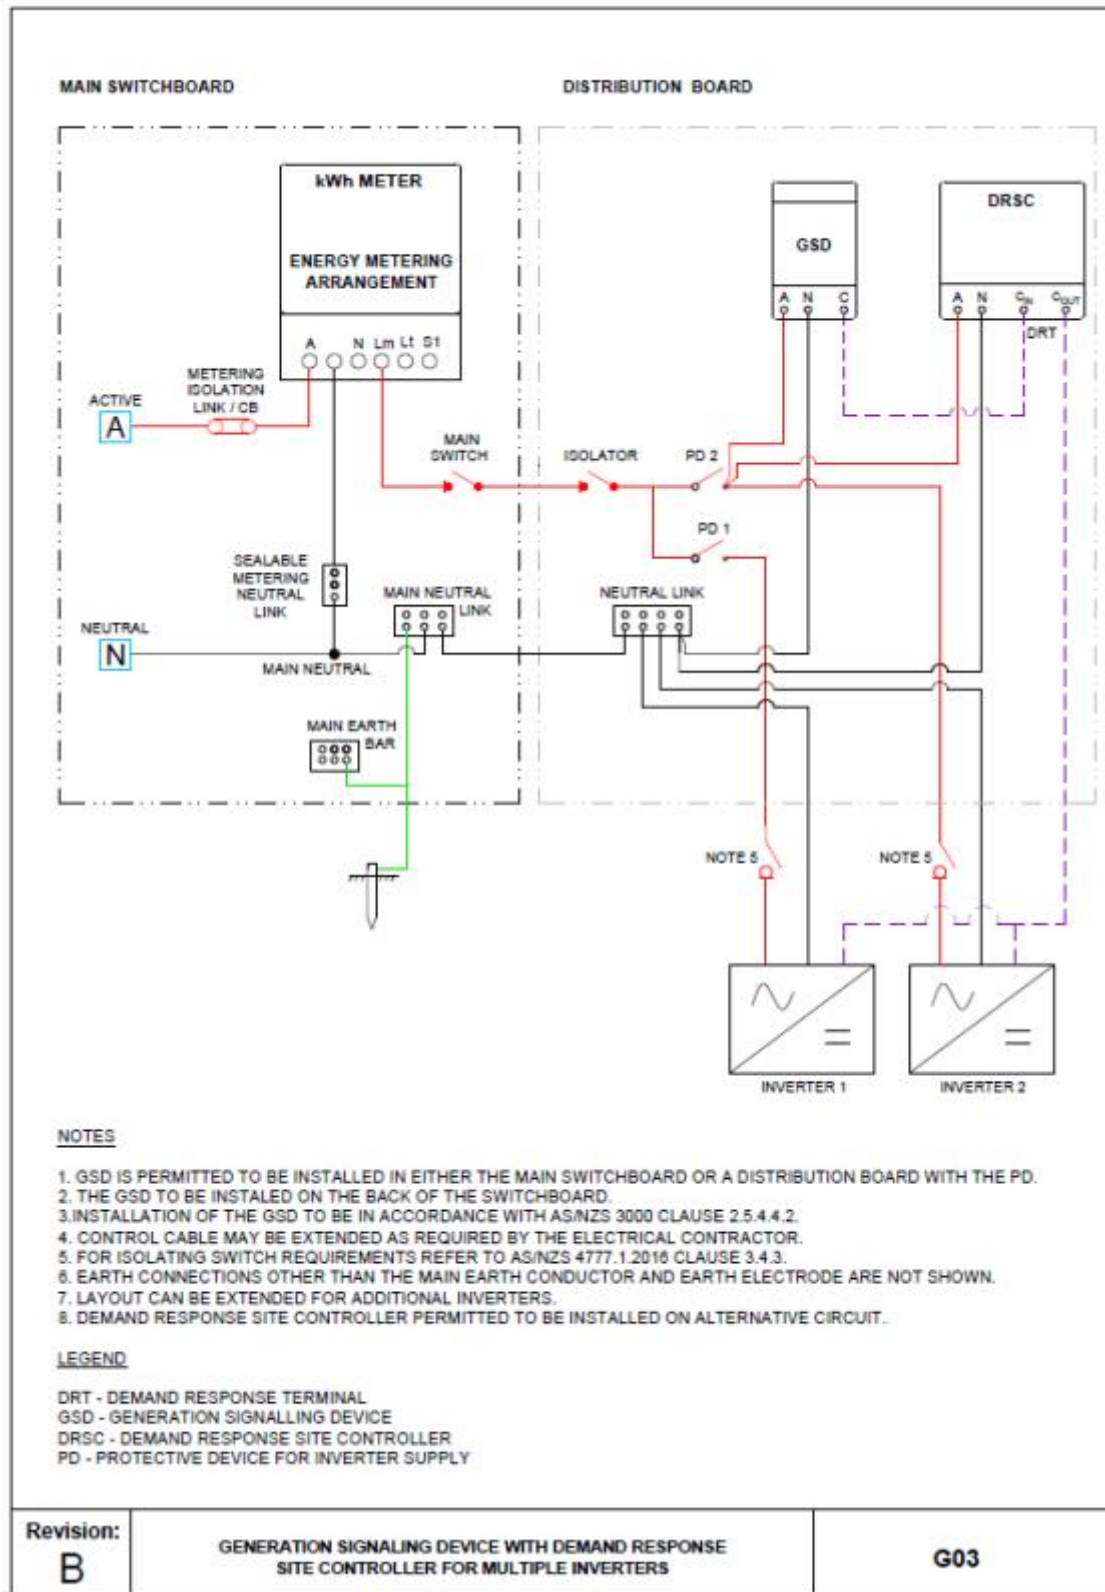 MAIN SWITCHBOARD
DISTRIBUTION BOARD
kWh METER
ENERGY METERING
ARRANGEMENT
A N Lm Lt S1
GSD
A N C
DRSC
A N CIN COUT
DRT
METERING
ISOLATION
LINK / CB
ACTIVE
A
MAIN
SWITCH
ISOLATOR
PD 2
PD 1
SEALABLE
METERING
NEUTRAL
LINK
MAIN NEUTRAL
LINK
NEUTRAL LINK
NEUTRAL
N
MAIN NEUTRAL
MAIN EARTH
BAR
NOTE 5
NOTE 5
INVERTER 1
INVERTER 2
NOTES
1. GSD IS PERMITTED TO BE INSTALLED IN EITHER THE MAIN SWITCHBOARD OR A DISTRIBUTION BOARD WITH THE PD.
2. THE GSD TO BE INSTALED ON THE BACK OF THE SWITCHBOARD.
3.INSTALLATION OF THE GSD TO BE IN ACCORDANCE WITH AS/NZS 3000 CLAUSE 2.5.4.4.2.
4. CONTROL CABLE MAY BE EXTENDED AS REQUIRED BY THE ELECTRICAL CONTRACTOR.
5. FOR ISOLATING SWITCH REQUIREMENTS REFER TO AS/NZS 4777.1.2016 CLAUSE 3.4.3.
6. EARTH CONNECTIONS OTHER THAN THE MAIN EARTH CONDUCTOR AND EARTH ELECTRODE ARE NOT SHOWN.
7. LAYOUT CAN BE EXTENDED FOR ADDITIONAL INVERTERS.
8. DEMAND RESPONSE SITE CONTROLLER PERMITTED TO BE INSTALLED ON ALTERNATIVE CIRCUIT.
LEGEND
DRT - DEMAND RESPONSE TERMINAL
GSD - GENERATION SIGNALLING DEVICE
DRSC - DEMAND RESPONSE SITE CONTROLLER
PD - PROTECTIVE DEVICE FOR INVERTER SUPPLY
Revision:
B
GENERATION SIGNALING DEVICE WITH DEMAND RESPONSE
SITE CONTROLLER FOR MULTIPLE INVERTERS
G03